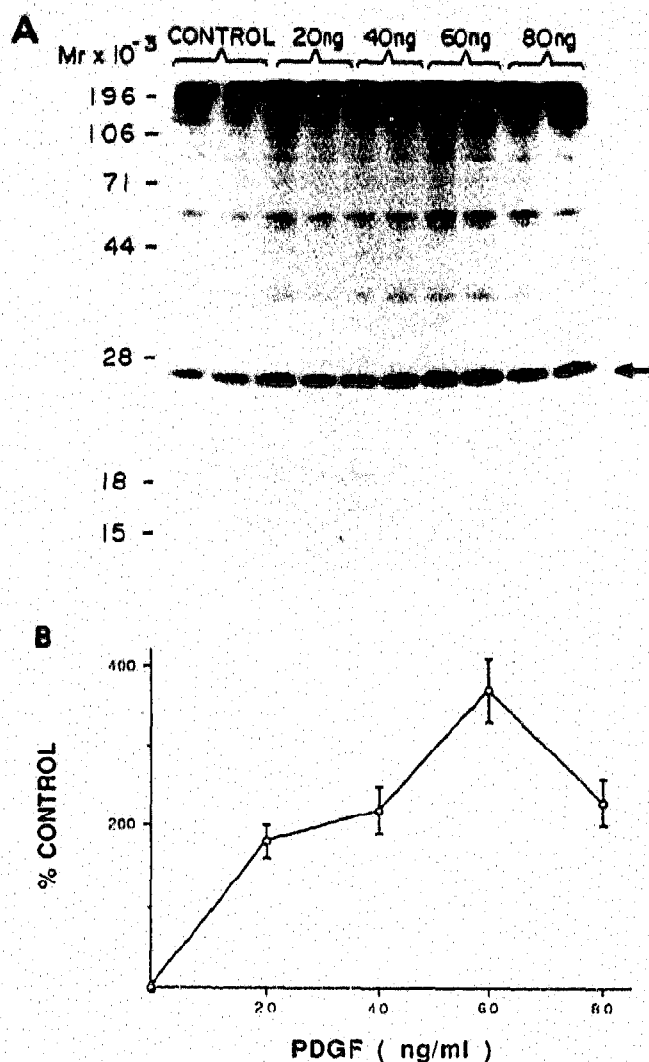 A
Mr x 10-3 CONTROL 20ng 40ng 60ng 80ng
196 -
106 -
71 -
44 -
28 -
18 -
15 -
B
400
200
% CONTROL
20 40 60 80
PDGF ( ng/ml )